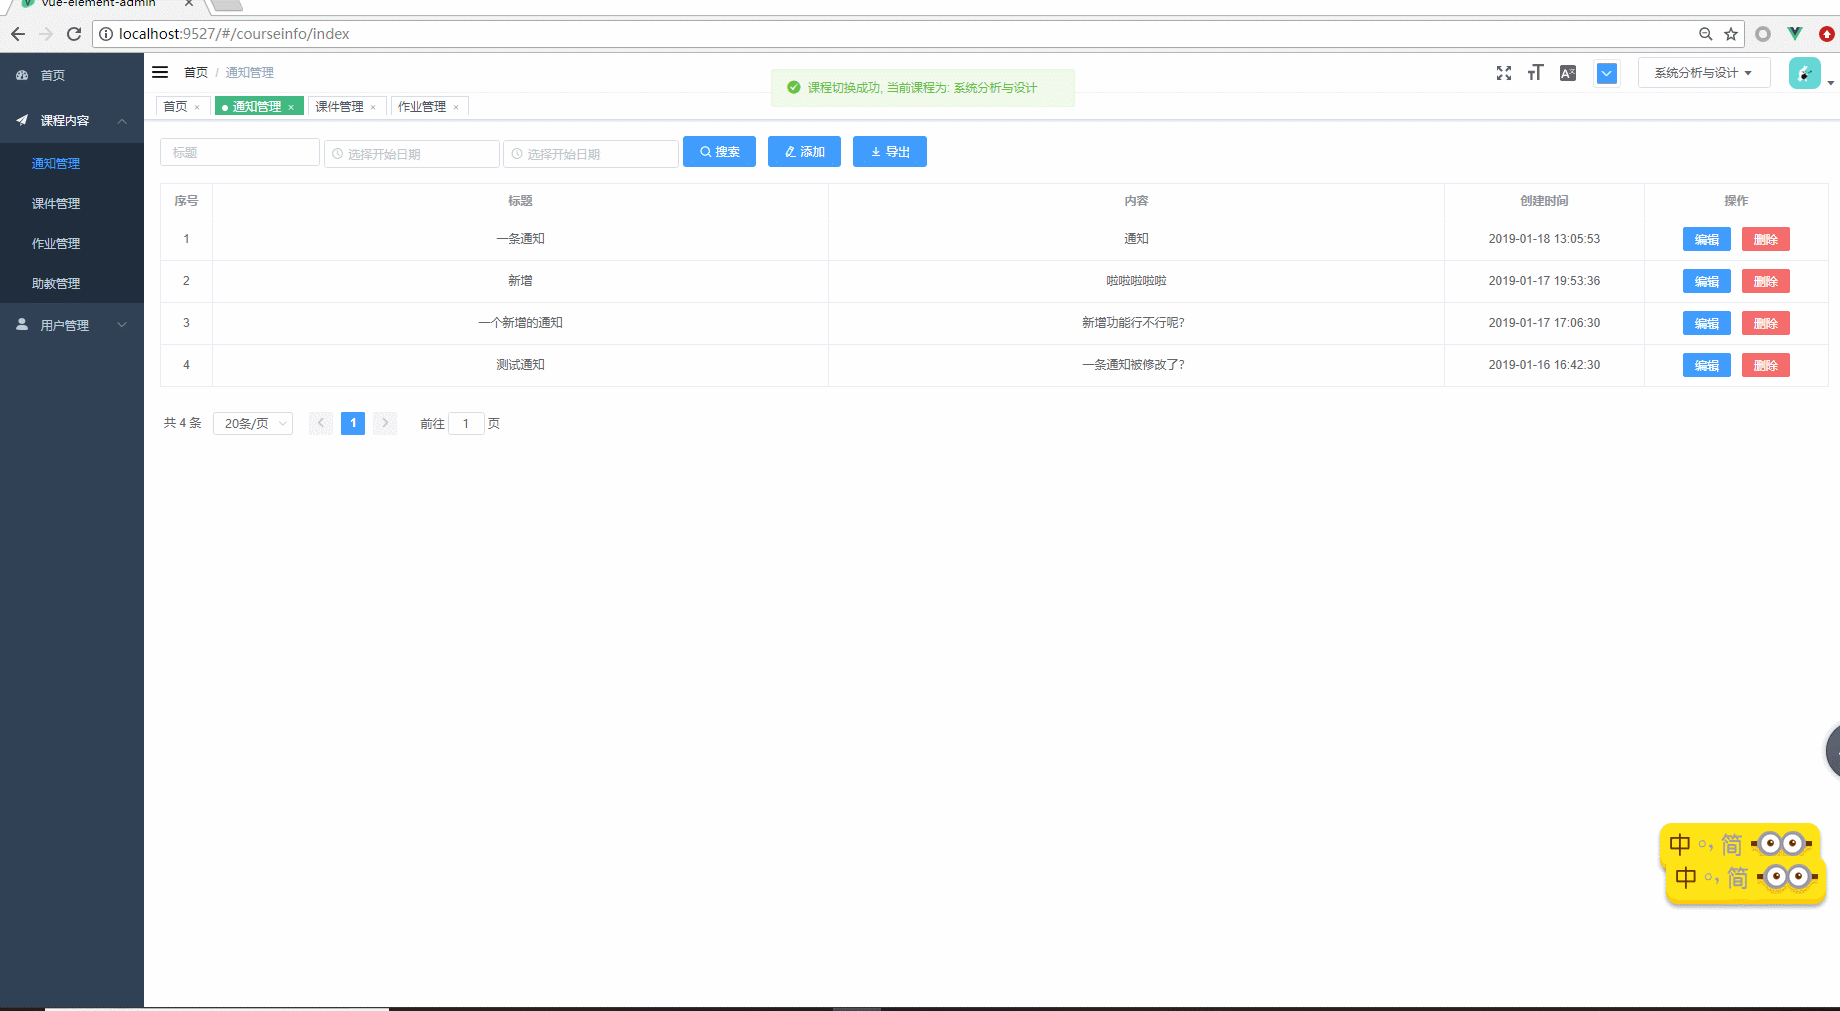 vue-element-admin
localhost:9527/#/courseinfo/index
首页
课程内容
通知管理
课件管理
作业管理
助教管理
用户管理
首页 / 通知管理
课程切换成功, 当前课程为: 系统分析与设计
系统分析与设计
首页 × 通知管理 × 课件管理 × 作业管理 ×
标题 选择开始日期 选择开始日期 搜索 添加 导出
序号 标题 内容 创建时间 操作
1 一条通知 通知 2019-01-18 13:05:53 编辑 删除
2 新增 啦啦啦啦啦 2019-01-17 19:53:36 编辑 删除
3 一个新增的通知 新增功能行不行呢? 2019-01-17 17:06:30 编辑 删除
4 测试通知 一条通知被修改了? 2019-01-16 16:42:30 编辑 删除
共 4 条 20条/页 1 前往 1 页
中 °, 简
中 °, 简